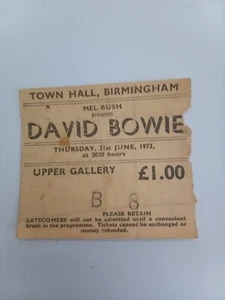 TOWN HALL, BIRMINGHAM
MEL BUSH
presents
DAVID BOWIE
THURSDAY, 21st JUNE, 1973,
at 2020 hours
UPPER GALLERY £1.00
B 8
PLEASE RETAIN
LATECOMERS will not be admitted until a convenient
break in the programme. Tickets cannot be exchanged or
money refunded.